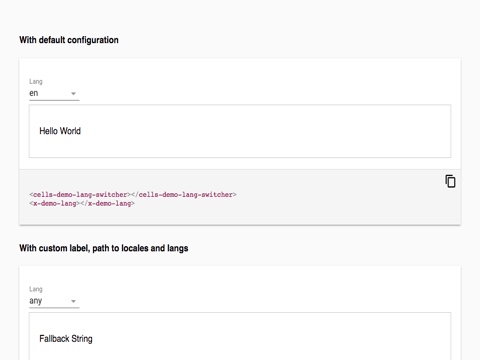 With default configuration
Lang
en
Hello World
<cells-demo-lang-switcher></cells-demo-lang-switcher>
<x-demo-lang></x-demo-lang>
With custom label, path to locales and langs
Lang
any
Fallback String